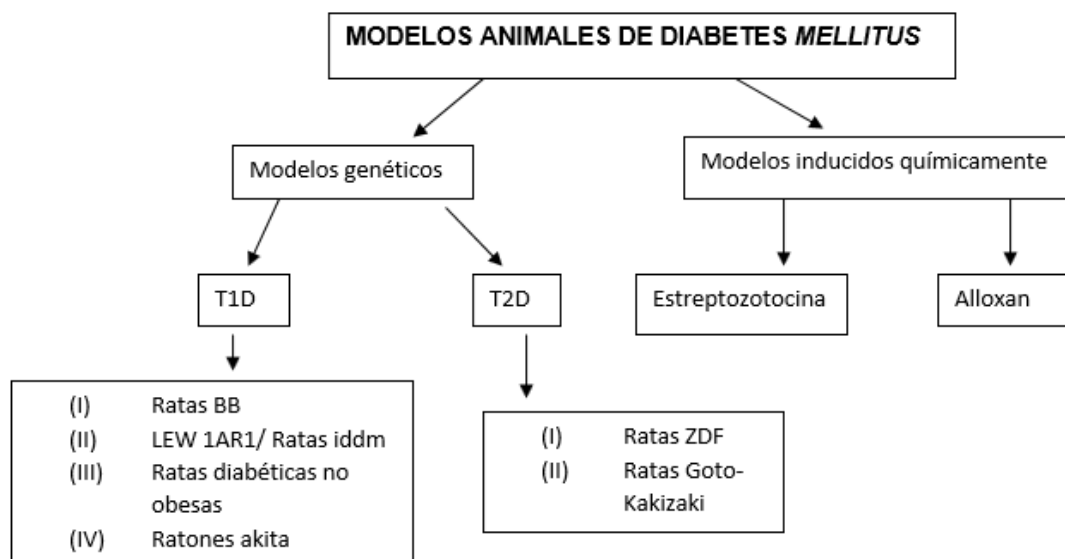 MODELOS ANIMALES DE DIABETES MELLITUS
Modelos genéticos
Modelos inducidos químicamente
T1D
T2D
Estreptozotocina
Alloxan
(I) Ratas BB
(II) LEW 1AR1/ Ratas iddm
(III) Ratas diabéticas no
obesas
(IV) Ratones akita
(I) Ratas ZDF
(II) Ratas Goto-
Kakizaki